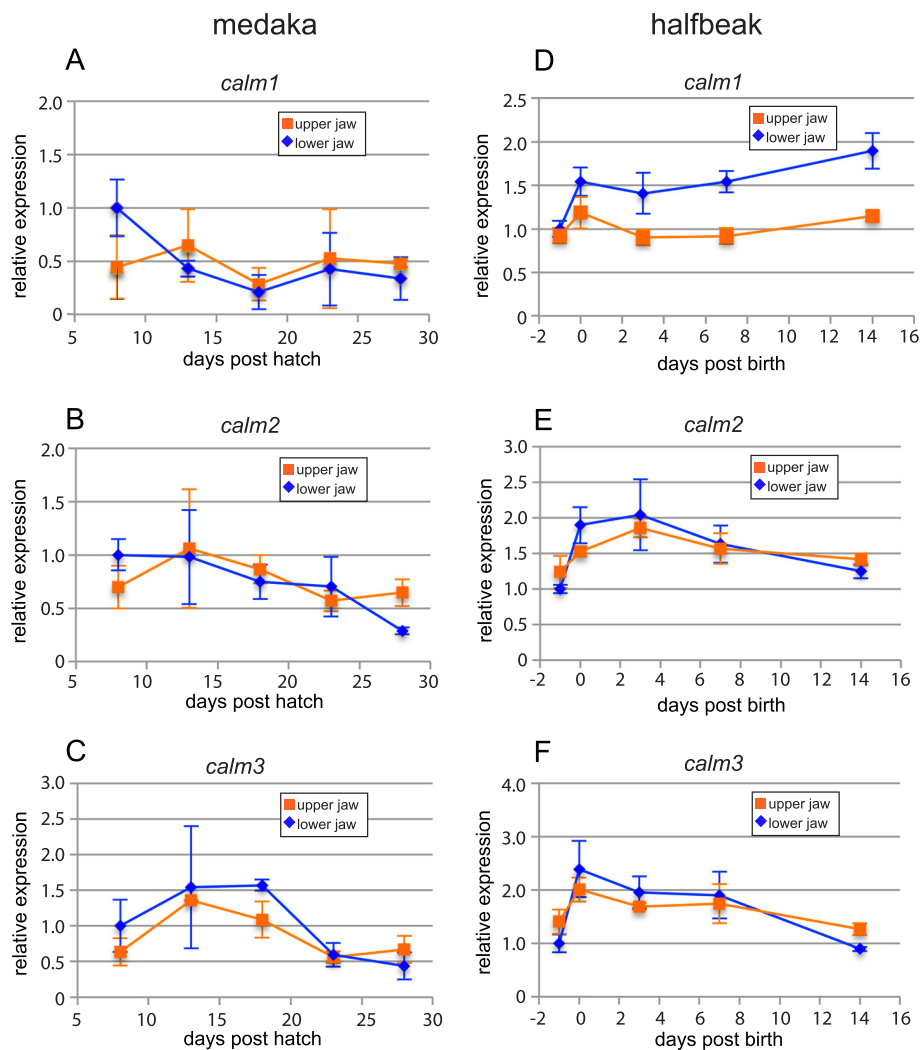 medaka
halfbeak
A
calm1
relative expression
2.0
1.5
1.0
0.5
0
upper jaw
lower jaw
5 10 15 20 25 30
days post hatch
D
calm1
relative expression
2.5
2.0
1.5
1.0
0.5
0
upper jaw
lower jaw
-2 0 2 4 6 8 10 12 14 16
days post birth
B
calm2
relative expression
2.0
1.5
1.0
0.5
0
upper jaw
lower jaw
5 10 15 20 25 30
days post hatch
E
calm2
relative expression
3.0
2.5
2.0
1.5
1.0
0.5
0
upper jaw
lower jaw
-2 0 2 4 6 8 10 12 14 16
days post birth
C
calm3
relative expression
3.0
2.5
2.0
1.5
1.0
0.5
0
upper jaw
lower jaw
5 10 15 20 25 30
days post hatch
F
calm3
relative expression
4.0
3.0
2.0
1.0
0
upper jaw
lower jaw
-2 0 2 4 6 8 10 12 14 16
days post birth